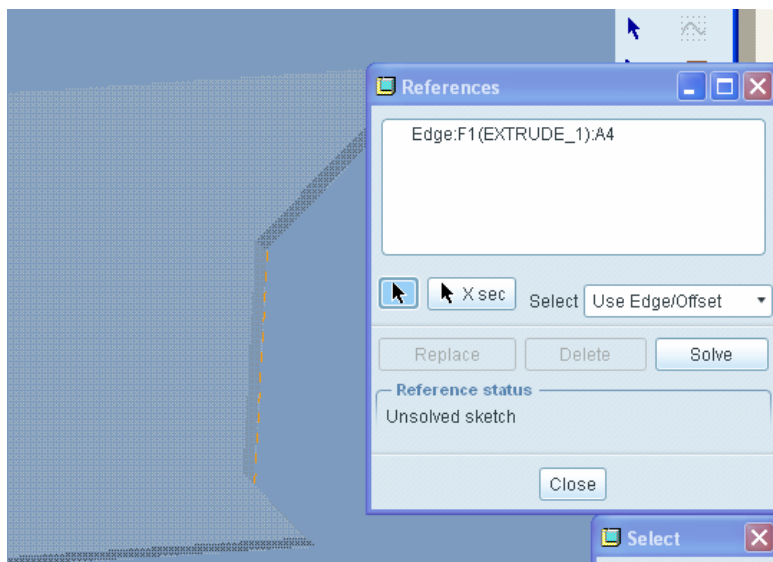 References
Edge:F1(EXTRUDE_1):A4
X sec Select Use Edge/Offset
Replace Delete Solve
Reference status
Unsolved sketch
Close
Select